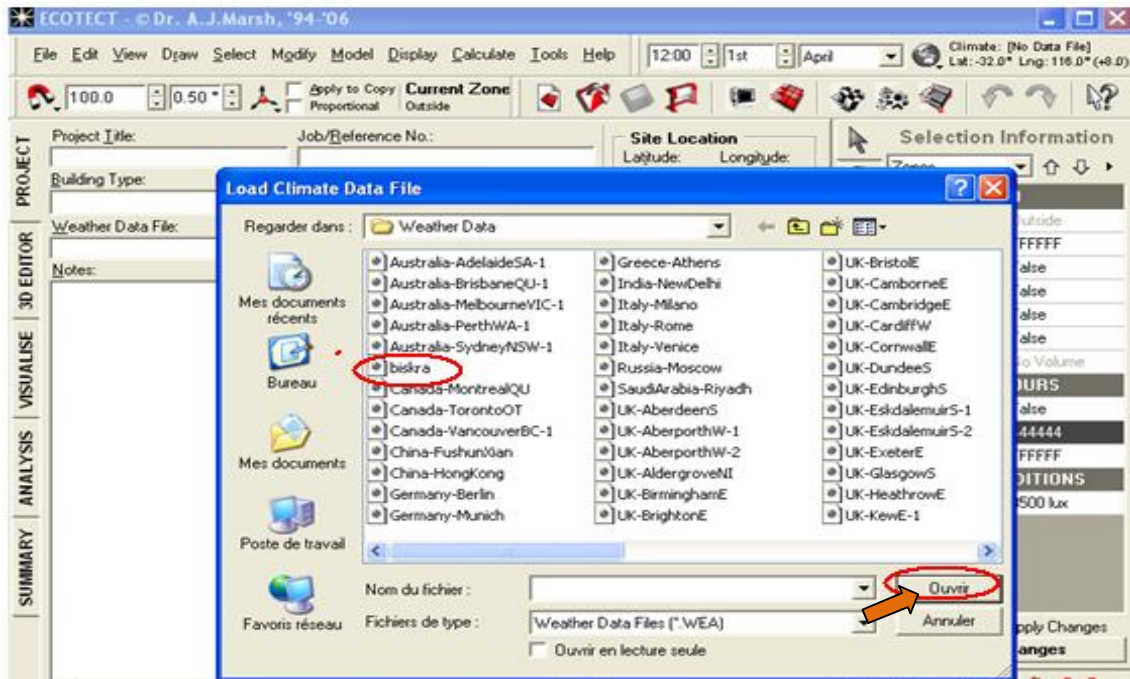 ECOTECT - © Dr. A.J.Marsh, '94-'06
File Edit View Draw Select Modify Model Display Calculate Tools Help
12:00 1st April
Climate: [No Data File]
Lat: -32.0° Lng: 116.0° (+8.0)
100.0 0.50 °
Apply to Copy
Proportional
Current Zone
Outside
PROJECT
3D EDITOR
VISUALISE
ANALYSIS
SUMMARY
Project Title:
Job/Reference No.:
Site Location
Latitude: Longitude:
Building Type:
Weather Data File:
Notes:
Selection Information
Zones
utside
FFFFF
alse
alse
alse
alse
o Volume
OURS
alse
44444
FFFFF
DITIONS
8500 lux
pply Changes
anges
Load Climate Data File
Regarder dans : Weather Data
Mes documents
récents
Bureau
Mes documents
Poste de travail
Favoris réseau
Australia-AdelaideSA-1
Australia-BrisbaneQU-1
Australia-MelbourneVIC-1
Australia-PerthWA-1
Australia-SydneyNSW-1
biskra
Canada-MontrealQU
Canada-TorontoOT
Canada-VancouverBC-1
China-FushunXian
China-HongKong
Germany-Berlin
Germany-Munich
Greece-Athens
India-NewDelhi
Italy-Milano
Italy-Rome
Italy-Venice
Russia-Moscow
SaudiArabia-Riyadh
UK-AberdeenS
UK-AberporthW-1
UK-AberporthW-2
UK-AldergroveNI
UK-BirminghamE
UK-BrightonE
UK-BristolE
UK-CamborneE
UK-CambridgeE
UK-CardiffW
UK-CornwallE
UK-DundeeS
UK-EdinburghS
UK-EskdalemuirS-1
UK-EskdalemuirS-2
UK-ExeterE
UK-GlasgowS
UK-HeathrowE
UK-KewE-1
Nom du fichier :
Ouvrir
Fichiers de type : Weather Data Files (*.WEA)
Annuler
Ouvrir en lecture seule